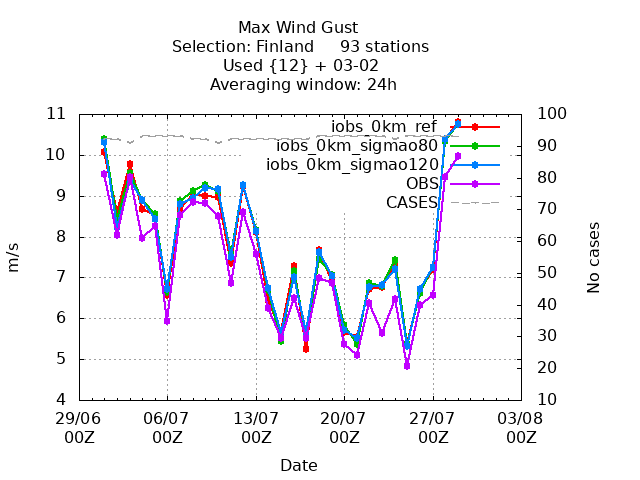 Max Wind Gust
Selection: Finland 93 stations
Used {12} + 03-02
Averaging window: 24h
11 100
iobs_0km_ref
iobs_0km_sigmao80
iobs_0km_sigmao120
OBS
CASES
10
9
8
7
6
5
4
90
80
70
60
50
40
30
20
10
m/s
No cases
29/06 06/07 13/07 20/07 27/07 03/08
00Z 00Z 00Z 00Z 00Z 00Z
Date